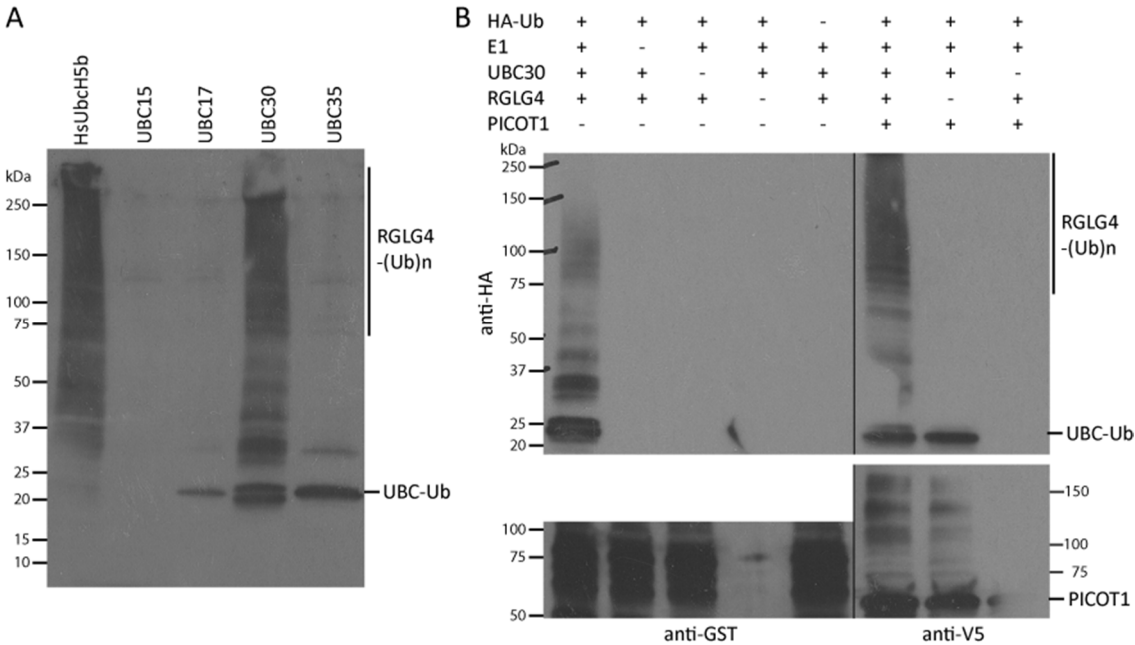 A
HsUbcH5b
UBC15
UBC17
UBC30
UBC35
kDa
250
150
100
75
50
37
25
20
15
10
RGLG4
-(Ub)n
UBC-Ub
B
HA-Ub + + + + - + + +
E1 + - + + + + + +
UBC30 + + - + + + + -
RGLG4 + + + - + + - +
PICOT1 - - - - - + + +
kDa
250
150
100
75
50
37
25
20
anti-HA
RGLG4
-(Ub)n
UBC-Ub
100
75
50
150
100
75
PICOT1
anti-GST
anti-V5